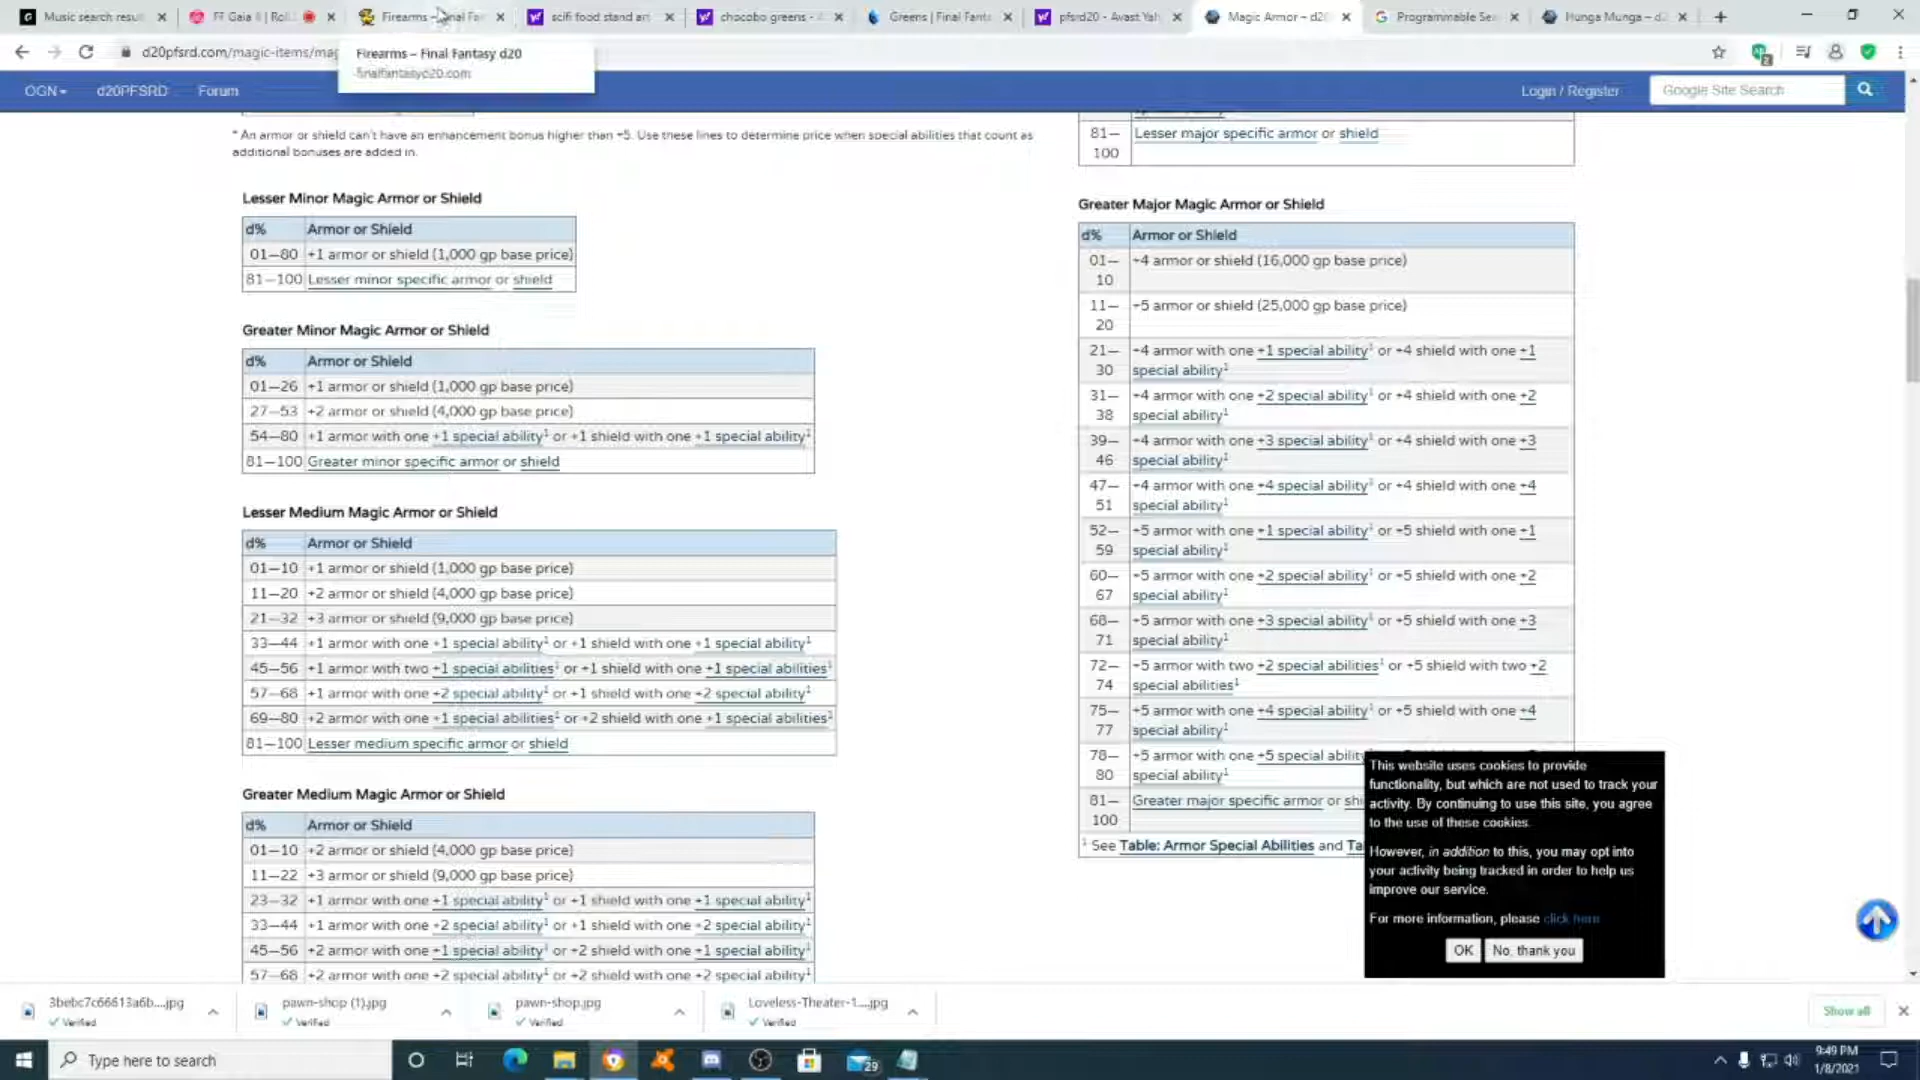 Music search resul
FF Gaia II | Roll
Firearms – Final Fan
scifi food stand art
chocobo greens - A
Greens | Final Fanta
pfsrd20 - Avast Yah
Magic Armor – d20
Programmable Sea
Hunga Munga – d2
d20pfsrd.com/magic-items/mag
Firearms – Final Fantasy d20
finalfantasyd20.com
OGN
d20PFSRD
Forum
Login / Register
Google Site Search
* An armor or shield can't have an enhancement bonus higher than +5. Use these lines to determine price when special abilities that count as
additional bonuses are added in.
Lesser Minor Magic Armor or Shield
d% Armor or Shield
01—80 +1 armor or shield (1,000 gp base price)
81—100 Lesser minor specific armor or shield
Greater Minor Magic Armor or Shield
d% Armor or Shield
01—26 +1 armor or shield (1,000 gp base price)
27—53 +2 armor or shield (4,000 gp base price)
54—80 +1 armor with one +1 special ability¹ or +1 shield with one +1 special ability¹
81—100 Greater minor specific armor or shield
Lesser Medium Magic Armor or Shield
d% Armor or Shield
01—10 +1 armor or shield (1,000 gp base price)
11—20 +2 armor or shield (4,000 gp base price)
21—32 +3 armor or shield (9,000 gp base price)
33—44 +1 armor with one +1 special ability¹ or +1 shield with one +1 special ability¹
45—56 +1 armor with two +1 special abilities¹ or +1 shield with one +1 special abilities¹
57—68 +1 armor with one +2 special ability¹ or +1 shield with one +2 special ability¹
69—80 +2 armor with one +1 special abilities¹ or +2 shield with one +1 special abilities¹
81—100 Lesser medium specific armor or shield
Greater Medium Magic Armor or Shield
d% Armor or Shield
01—10 +2 armor or shield (4,000 gp base price)
11—22 +3 armor or shield (9,000 gp base price)
23—32 +1 armor with one +1 special ability¹ or +1 shield with one +1 special ability¹
33—44 +1 armor with one +2 special ability¹ or +1 shield with one +2 special ability¹
45—56 +2 armor with one +1 special ability¹ or +2 shield with one +1 special ability¹
57—68 +2 armor with one +2 special ability¹ or +2 shield with one +2 special ability¹
81— Lesser major specific armor or shield
100
Greater Major Magic Armor or Shield
d% Armor or Shield
01— +4 armor or shield (16,000 gp base price)
10
11— +5 armor or shield (25,000 gp base price)
20
21— +4 armor with one +1 special ability¹ or +4 shield with one +1
30 special ability¹
31— +4 armor with one +2 special ability¹ or +4 shield with one +2
38 special ability¹
39— +4 armor with one +3 special ability¹ or +4 shield with one +3
46 special ability¹
47— +4 armor with one +4 special ability¹ or +4 shield with one +4
51 special ability¹
52— +5 armor with one +1 special ability¹ or +5 shield with one +1
59 special ability¹
60— +5 armor with one +2 special ability¹ or +5 shield with one +2
67 special ability¹
68— +5 armor with one +3 special ability¹ or +5 shield with one +3
71 special ability¹
72— +5 armor with two +2 special abilities¹ or +5 shield with two +2
74 special abilities¹
75— +5 armor with one +4 special ability¹ or +5 shield with one +4
77 special ability¹
78— +5 armor with one +5 special ability
80 special ability¹
81— Greater major specific armor or shi
100
¹ See Table: Armor Special Abilities and Ta
This website uses cookies to provide
functionality, but which are not used to track your
activity. By continuing to use this site, you agree
to the use of these cookies.
However, in addition to this, you may opt into
your activity being tracked in order to help us
improve our service.
For more information, please click here
OK
No, thank you
3bebc7c66613a6b....jpg
Verified
pawn-shop (1).jpg
Verified
pawn-shop.jpg
Verified
Loveless-Theater-1....jpg
Verified
Show all
Type here to search
29
9:49 PM
1/8/2021